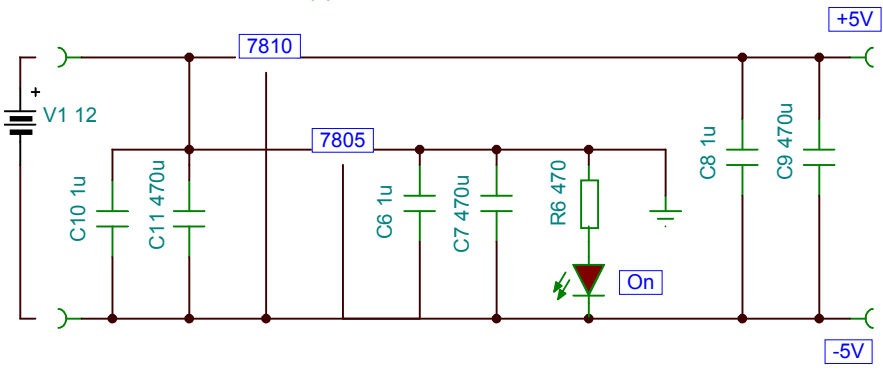 +5V
7810
+
V1 12
7805
C10 1u
C11 470u
C6 1u
C7 470u
R6 470
C8 1u
C9 470u
On
-5V